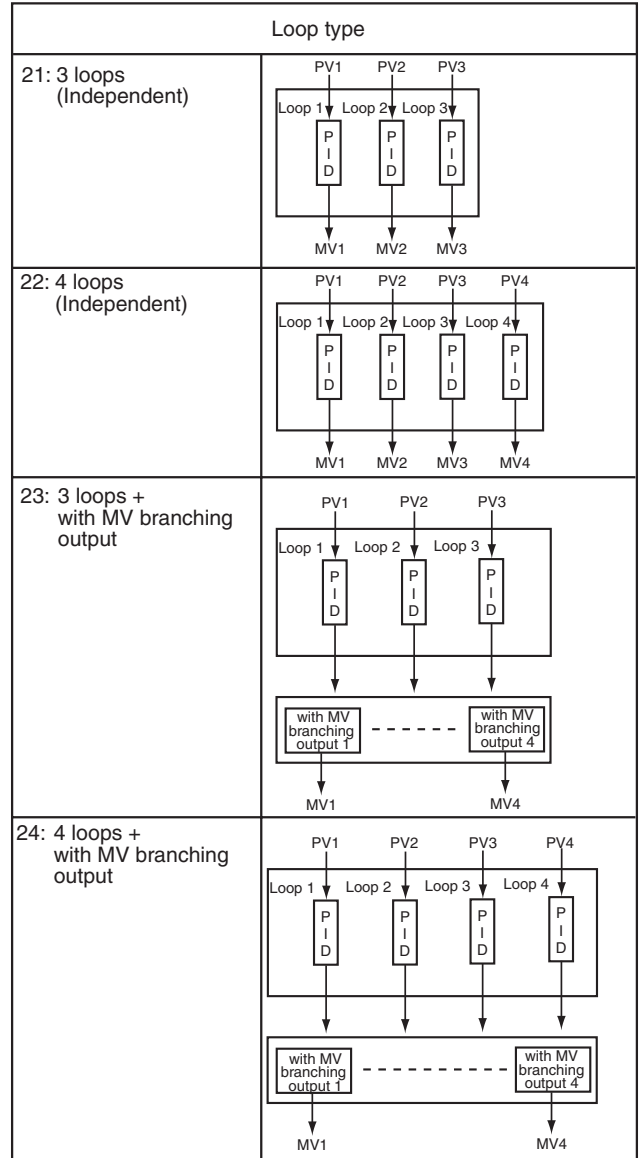 Loop type
21: 3 loops
(Independent)
PV1 PV2 PV3
Loop 1 Loop 2 Loop 3
P P P
I I I
D D D
MV1 MV2 MV3
22: 4 loops
(Independent)
PV1 PV2 PV3 PV4
Loop 1 Loop 2 Loop 3 Loop 4
P P P P
I I I I
D D D D
MV1 MV2 MV3 MV4
23: 3 loops +
with MV branching
output
PV1 PV2 PV3
Loop 1 Loop 2 Loop 3
P P P
I I I
D D D
with MV
branching
output 1
with MV
branching
output 4
MV1 MV4
24: 4 loops +
with MV branching
output
PV1 PV2 PV3 PV4
Loop 1 Loop 2 Loop 3 Loop 4
P P P P
I I I I
D D D D
with MV
branching
output 1
with MV
branching
output 4
MV1 MV4